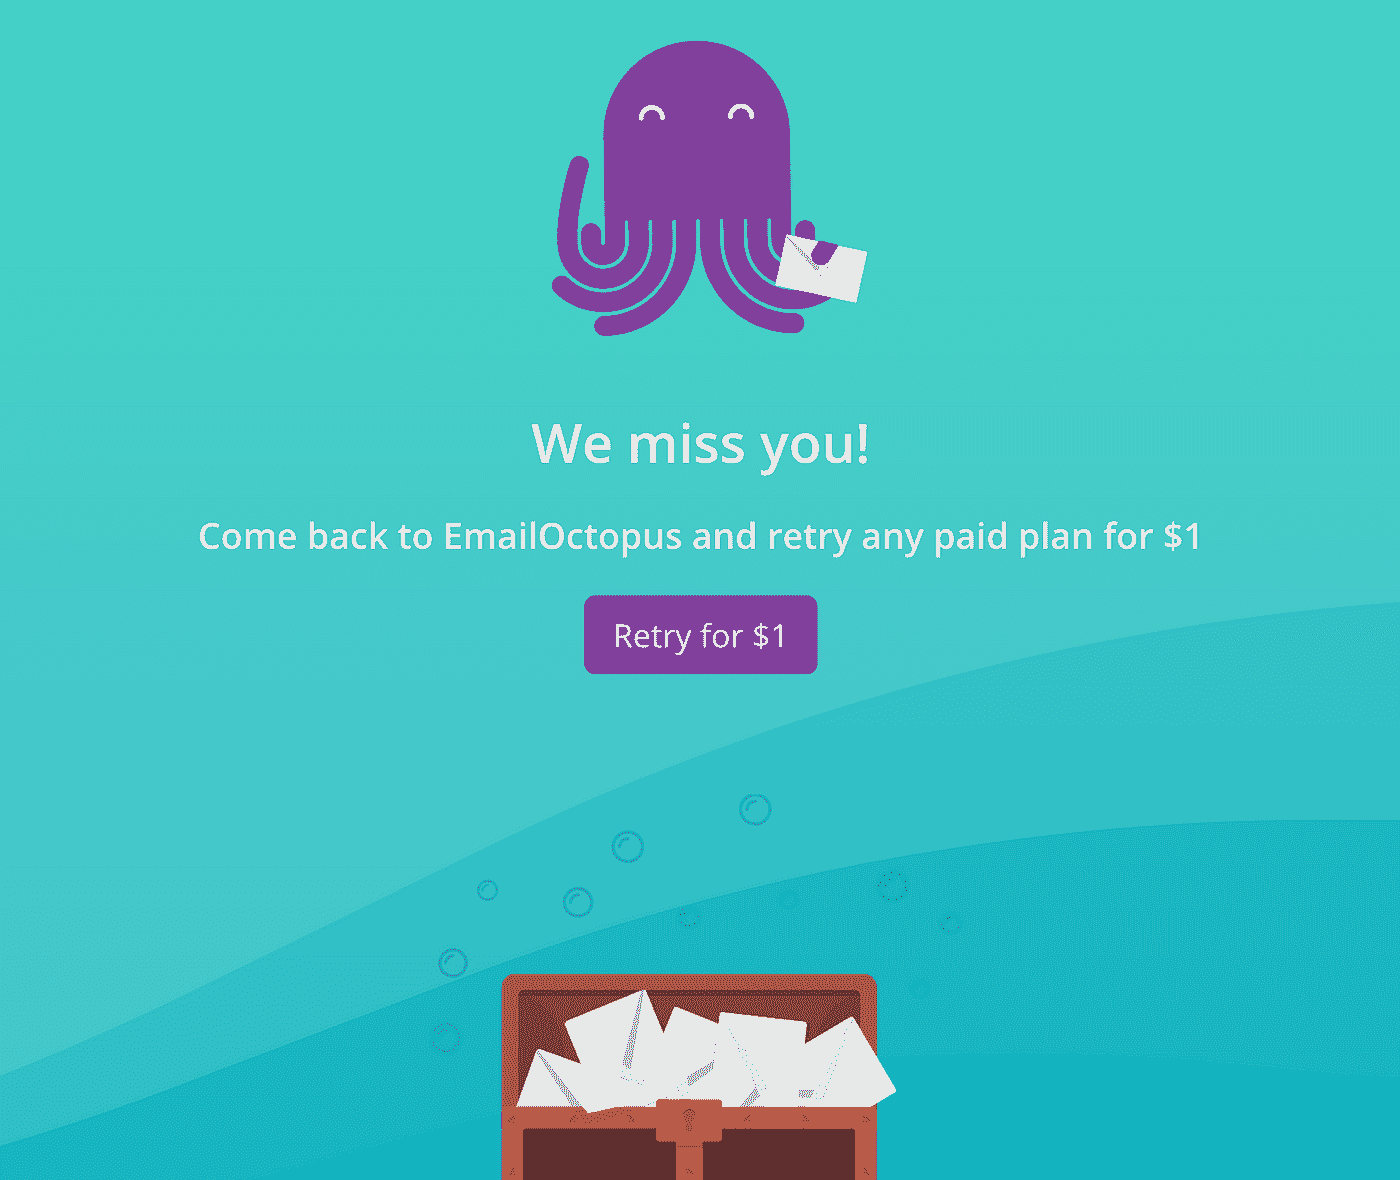 We miss you!
Come back to EmailOctopus and retry any paid plan for $1
Retry for $1